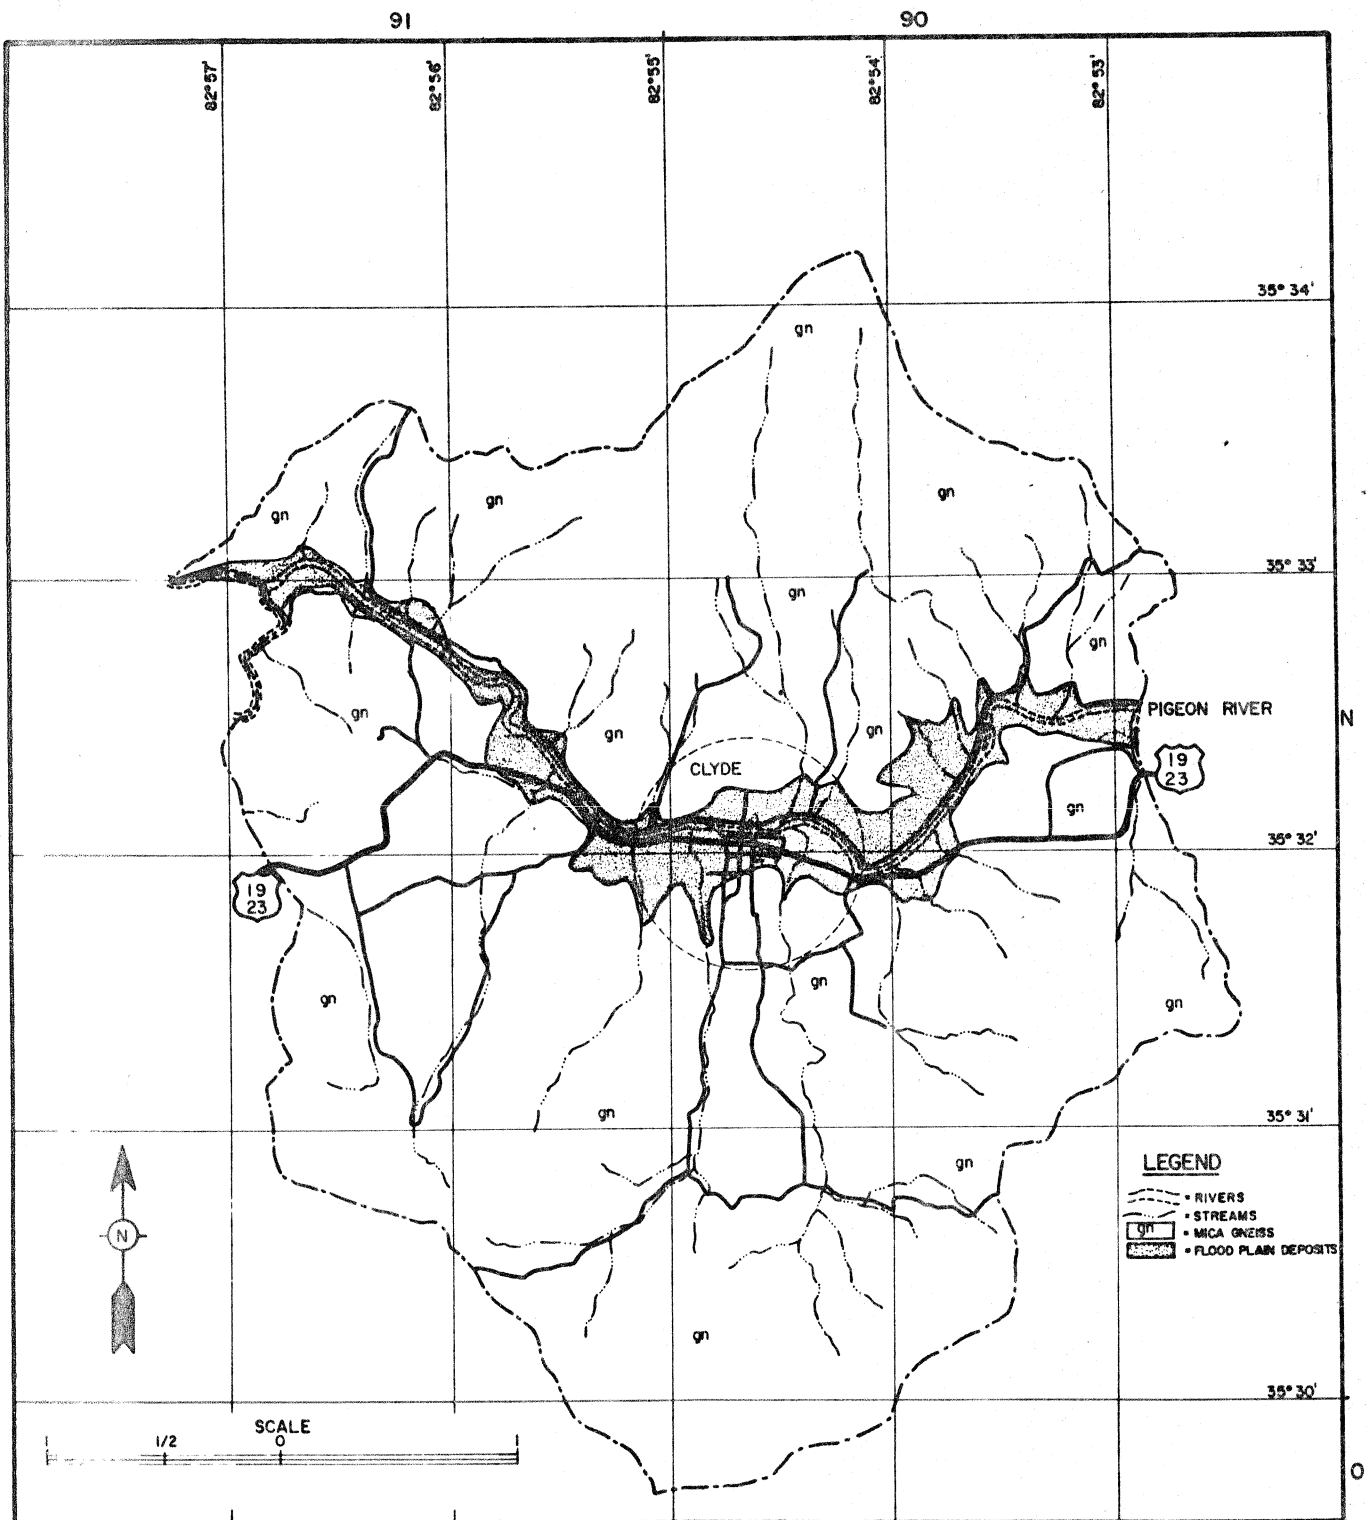 91 90
82°57' 82°56' 82°55' 82°54' 82°53'
35° 34'
gn
gn gn gn
35° 33'
gn
gn
gn gn gn
PIGEON RIVER
N
CLYDE
19
23
gn
35° 32'
19
23
gn gn gn
gn
35° 31'
gn
LEGEND
= RIVERS
= STREAMS
gn = MICA GNEISS
= FLOOD PLAIN DEPOSITS
N
gn
35° 30'
SCALE
1 1/2 0 1
O